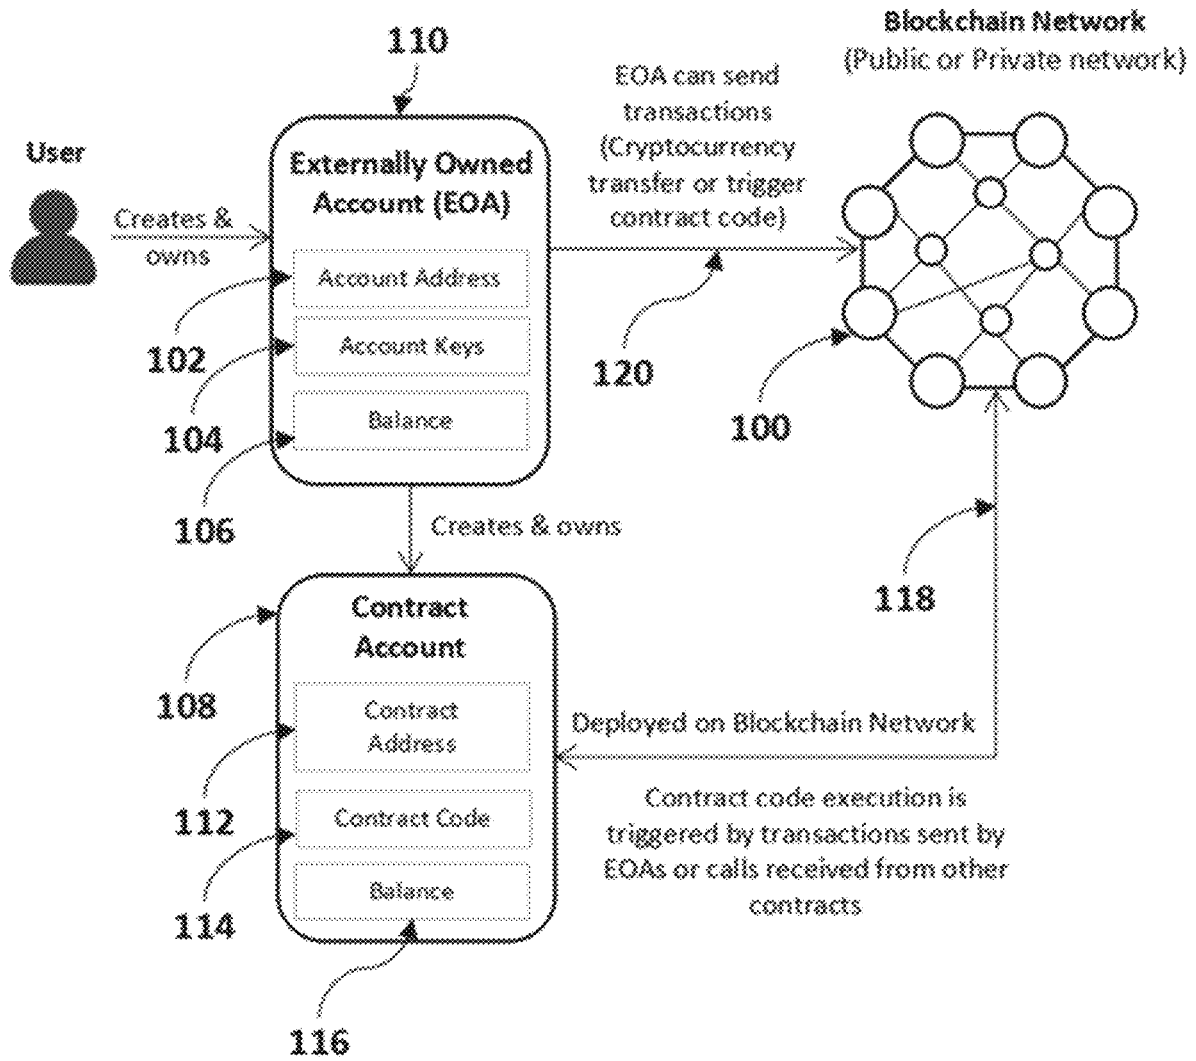 Blockchain Network
(Public or Private network)
110
EOA can send
transactions
(Cryptocurrency
transfer or trigger
contract code)
User
Externally Owned
Account (EOA)
Creates &
owns
Account Address
102
Account Keys
104
Balance
106
120
100
Creates & owns
118
Contract
Account
108
Contract
Address
112
Contract Code
114
Balance
116
Deployed on Blockchain Network
Contract code execution is
triggered by transactions sent by
EOAs or calls received from other
contracts